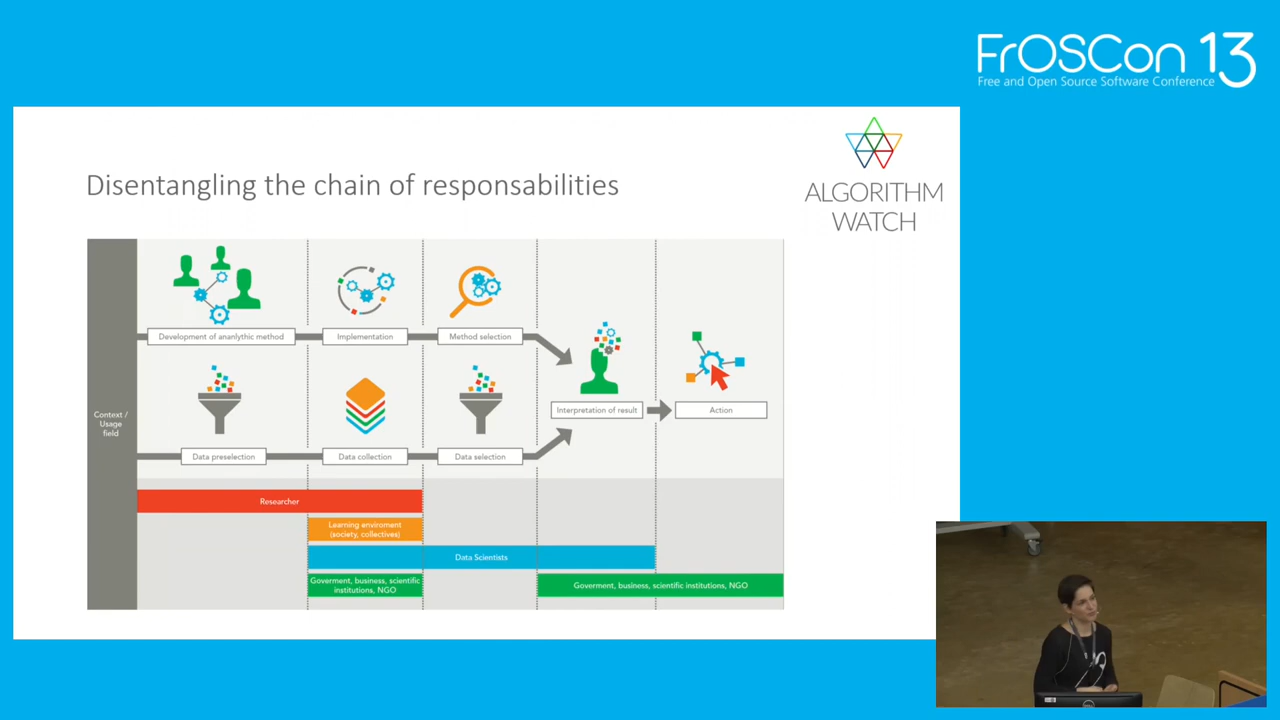 FrOSCon 13
Free and Open Source Software Conference
ALGORITHM
WATCH
Disentangling the chain of responsabilities
Development of ananlythic method
Implementation
Method selection
Context /
Usage
field
Interpretation of result
Action
Data preselection
Data collection
Data selection
Researcher
Learning enviroment
(society, collectives)
Data Scientists
Goverment, business, scientific
institutions, NGO
Goverment, business, scientific institutions, NGO